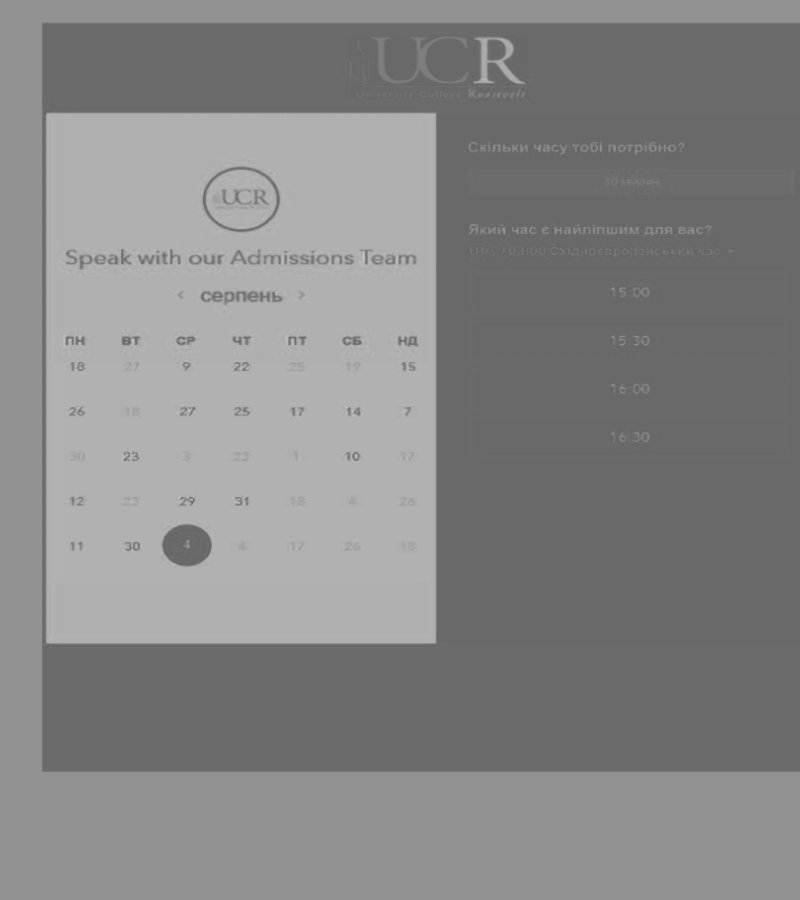 UCR
University College Roosevelt
UCR
Speak with our Admissions Team
< серпень >
ПН ВТ СР ЧТ ПТ СБ НД
18 27 9 22 25 19 15
26 18 27 25 17 14 7
30 23 3 23 1 10 17
12 23 29 31 18 4 26
11 30 4 4 17 26 18
Скільки часу тобі потрібно?
30 хвилин
Який час є найліпшим для вас?
UTC +03:00 Східноєвропейський час
15:00
15:30
16:00
16:30